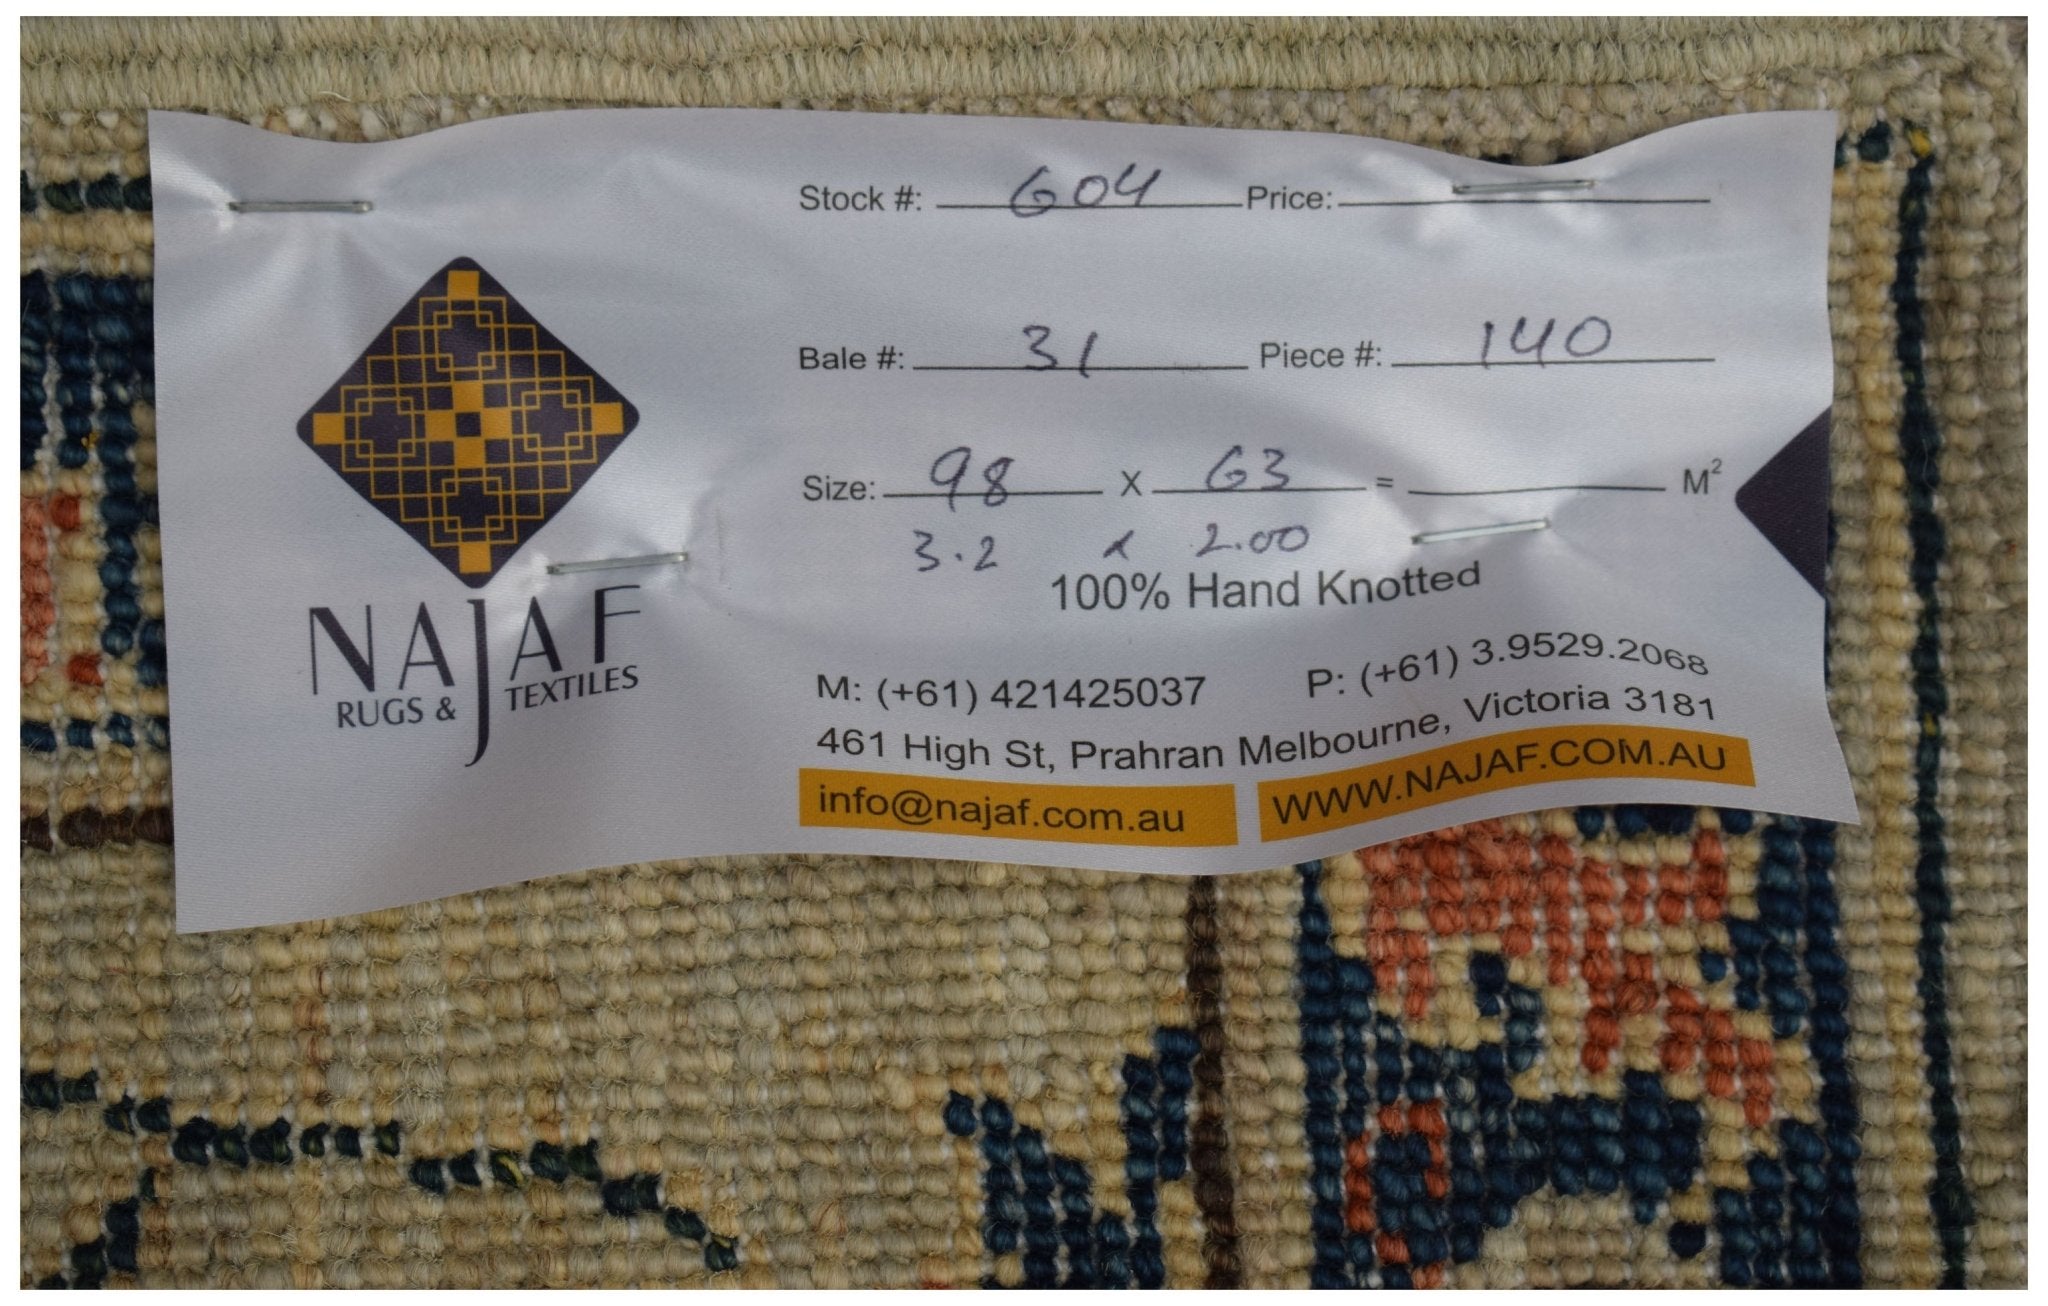 Stock #: 604 Price:
Bale #: 31 Piece #: 140
Size: 98 X 63 = M²
3.2 x 2.00
100% Hand Knotted
NAJAF
RUGS & TEXTILES
M: (+61) 421425037 P: (+61) 3.9529.2068
461 High St, Prahran Melbourne, Victoria 3181
info@najaf.com.au WWW.NAJAF.COM.AU